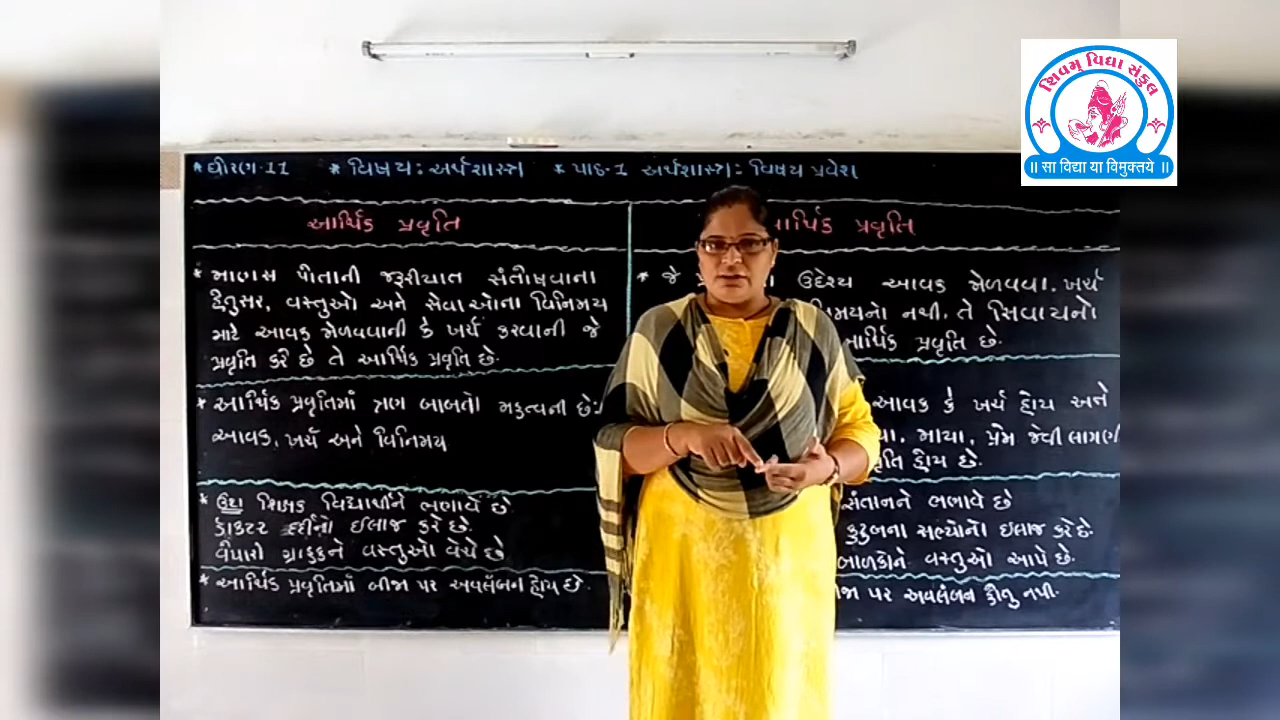 શિવમ્ વિદ્યા સંકુલ
॥ सा विद्या या विमुक्तये ॥
* ધોરણ-11 * વિષય: અર્થશાસ્ત્ર * પાઠ-1 અર્થશાસ્ત્ર: વિષય પ્રવેશ
આર્થિક પ્રવૃતિ
* માણસ પોતાની જરૂરીયાત સંતોષવાના
હેતુસર, વસ્તુઓ અને સેવાઓના વિનિમય
માટે આવક મેળવવાની કે ખર્ચ કરવાની જે
પ્રવૃતિ કરે છે તે આર્થિક પ્રવૃતિ છે.
* આર્થિક પ્રવૃતિમાં ત્રણ બાબતો મહત્વની છે:
આવક, ખર્ચ અને વિનિમય
* ઉદા શિક્ષક વિદ્યાર્થીને ભણાવે છે
ડોક્ટર દર્દીનો ઈલાજ કરે છે.
વેપારી ગ્રાહકને વસ્તુઓ વેચે છે
* આર્થિક પ્રવૃતિમાં બીજા પર અવલંબન હોય છે.
આર્થિક પ્રવૃતિ
* જે ઉદેશ્ય આવક મેળવવા, ખર્ચ
નથી. તે સિવાયનો
પ્રવૃતિ છે.
આવક કે ખર્ચ હોય અને
માયા, પ્રેમ જેવી લાગણી
હોય છે.
સંતાનને ભણાવે છે
કુટુબના સભ્યોનો ઈલાજ કરે છે.
બાળકોને વસ્તુઓ આપે છે.
પર અવલંબન હોતુ નથી.